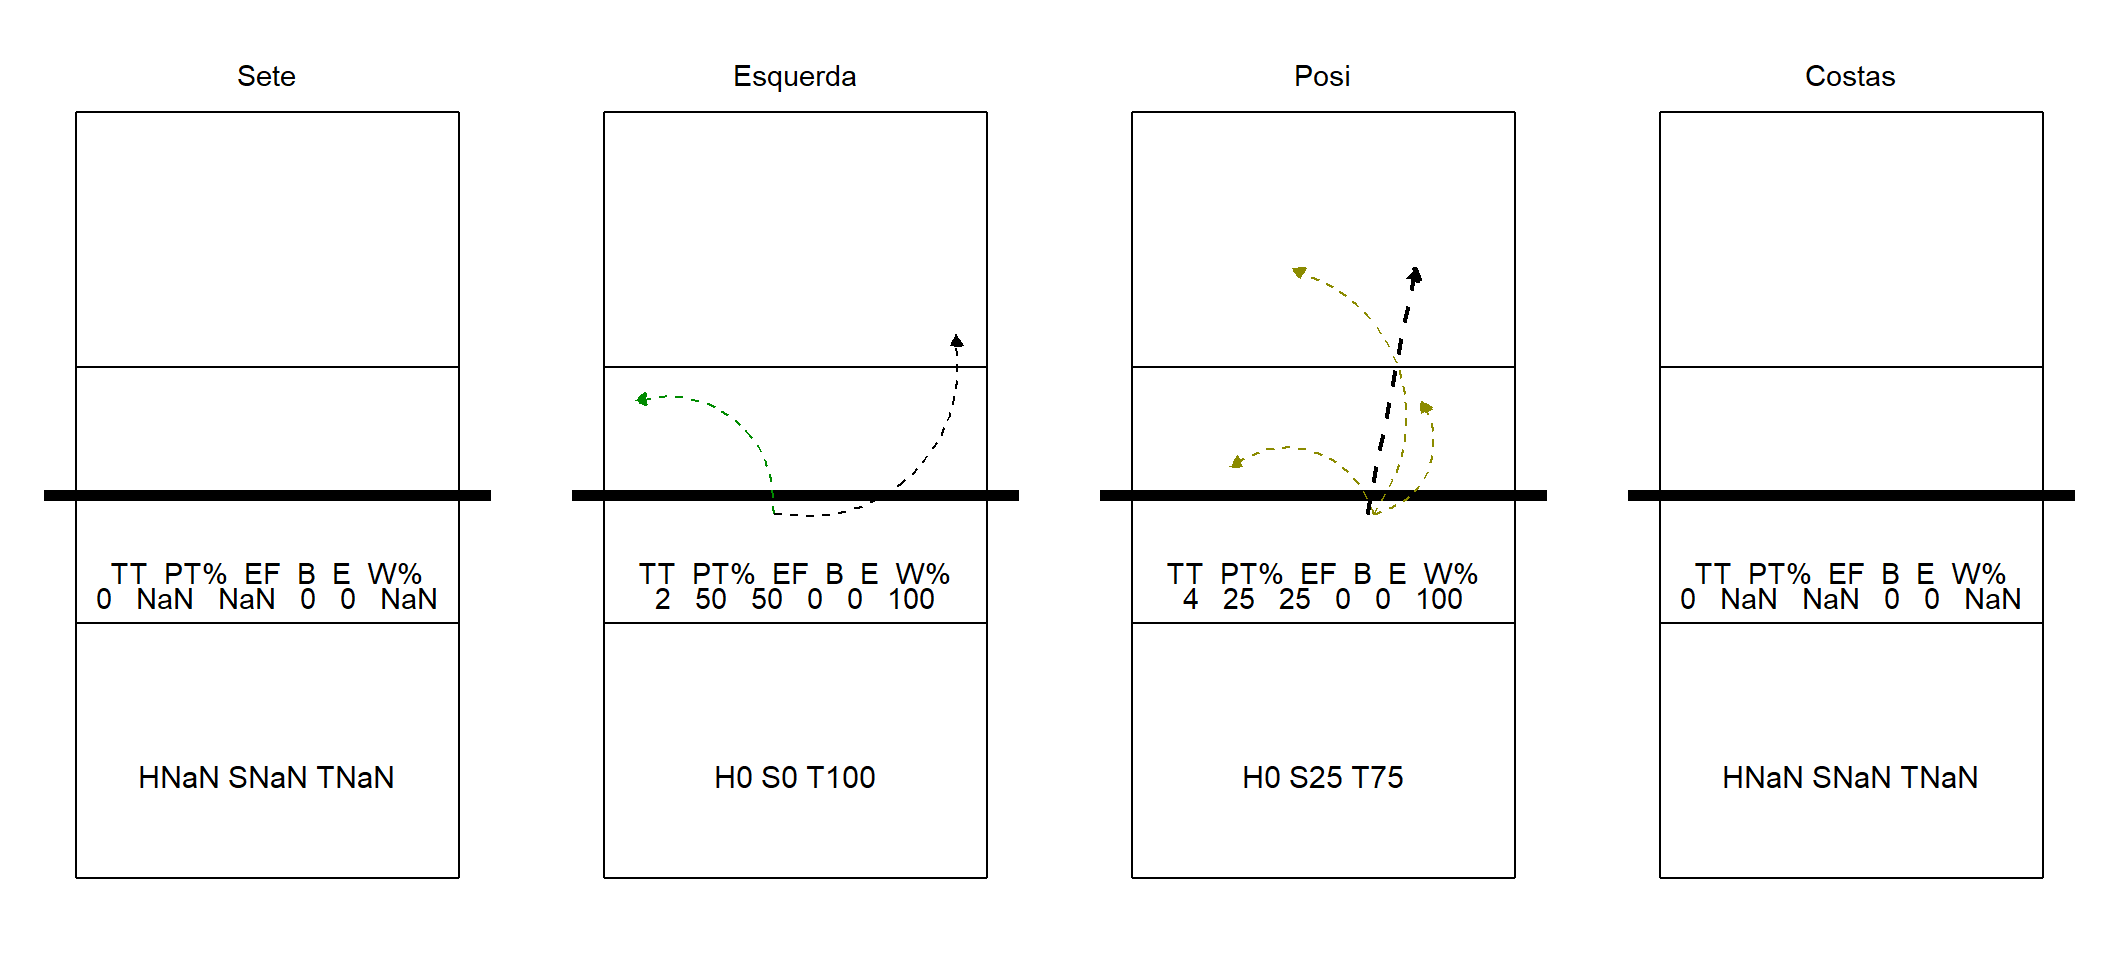 Sete
TT PT% EF B E W%
0 NaN NaN 0 0 NaN
HNaN SNaN TNaN
Esquerda
TT PT% EF B E W%
2 50 50 0 0 100
H0 S0 T100
Posi
TT PT% EF B E W%
4 25 25 0 0 100
H0 S25 T75
Costas
TT PT% EF B E W%
0 NaN NaN 0 0 NaN
HNaN SNaN TNaN